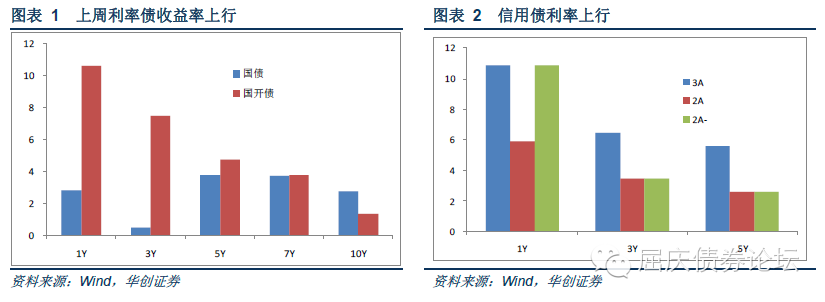 图表 1 上周利率债收益率上行
12
10
8
6
4
2
0
国债
国开债
1Y 3Y 5Y 7Y 10Y
资料来源：Wind，华创证券
图表 2 信用债利率上行
12
10
8
6
4
2
0
3A
2A
2A-
1Y 3Y 5Y
屈庆债券论坛
资料来源：Wind，华创证券